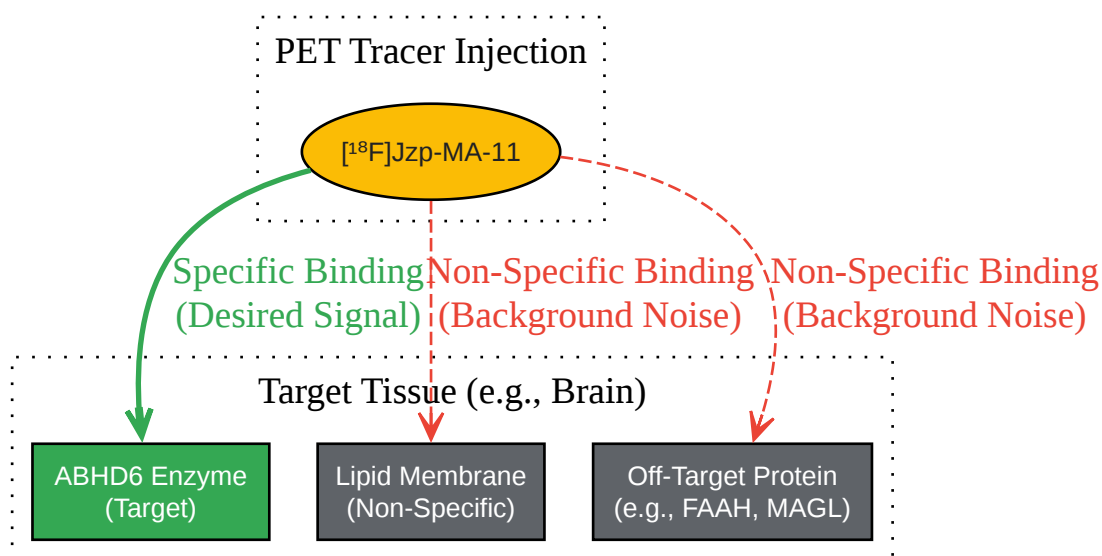 PET Tracer Injection
[¹⁸F]Jzp-MA-11
Specific Binding
(Desired Signal)
Non-Specific Binding
(Background Noise)
Non-Specific Binding
(Background Noise)
Target Tissue (e.g., Brain)
ABHD6 Enzyme
(Target)
Lipid Membrane
(Non-Specific)
Off-Target Protein
(e.g., FAAH, MAGL)